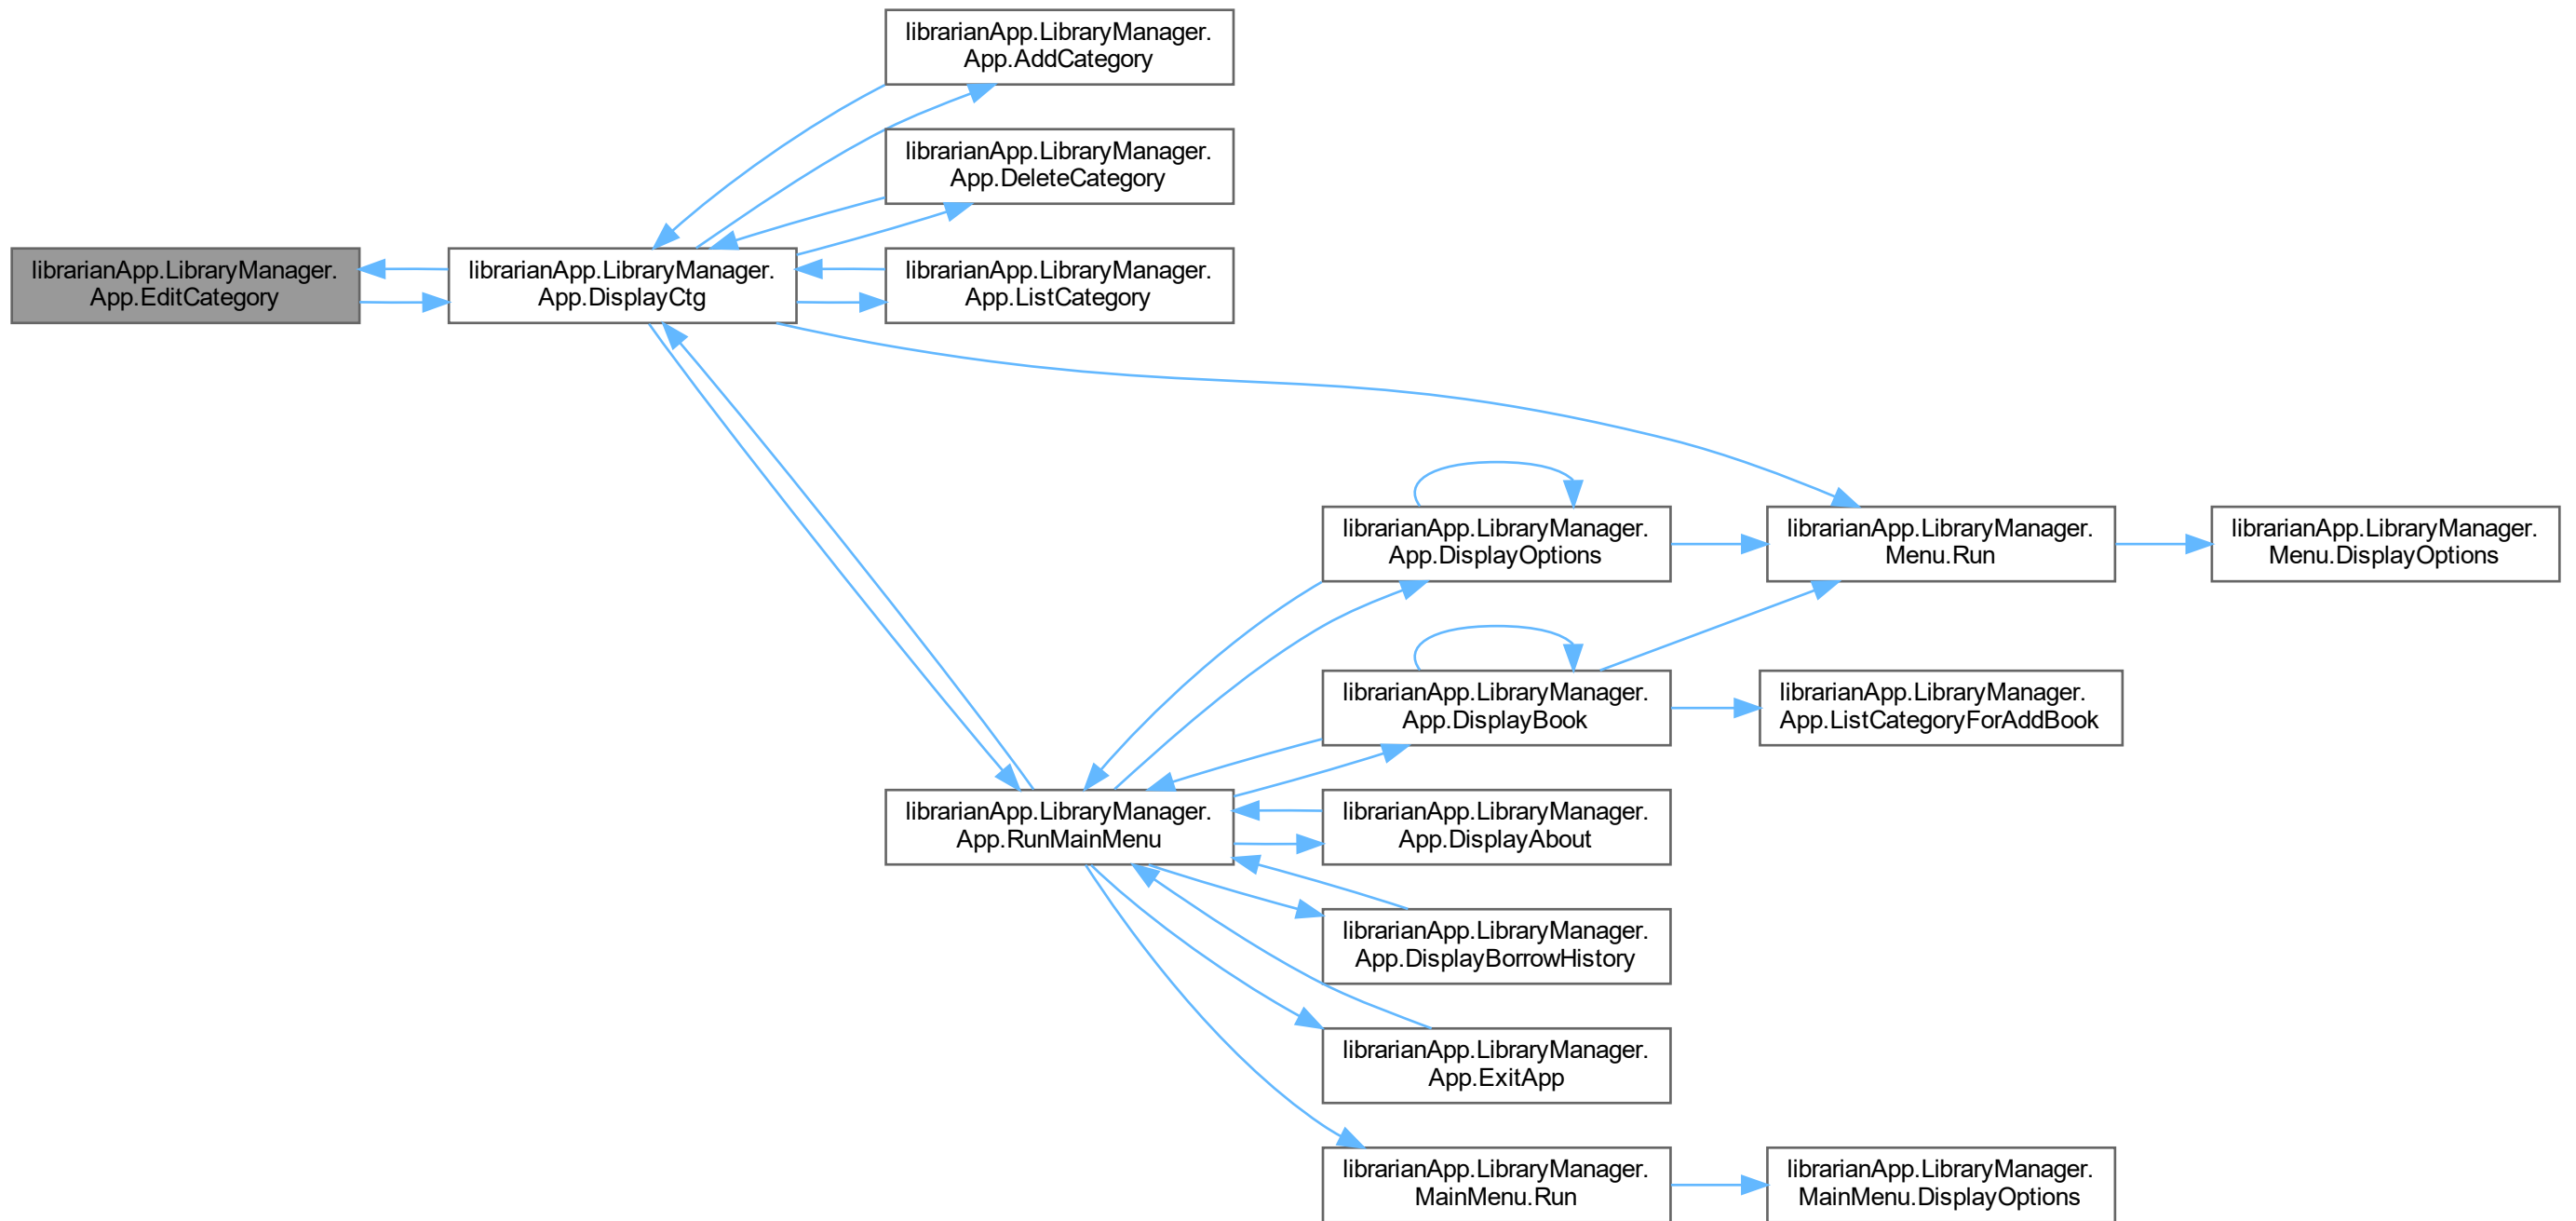 librarianApp.LibraryManager.
App.AddCategory
librarianApp.LibraryManager.
App.DeleteCategory
librarianApp.LibraryManager.
App.EditCategory
librarianApp.LibraryManager.
App.DisplayCtg
librarianApp.LibraryManager.
App.ListCategory
librarianApp.LibraryManager.
App.DisplayOptions
librarianApp.LibraryManager.
Menu.Run
librarianApp.LibraryManager.
Menu.DisplayOptions
librarianApp.LibraryManager.
App.DisplayBook
librarianApp.LibraryManager.
App.ListCategoryForAddBook
librarianApp.LibraryManager.
App.RunMainMenu
librarianApp.LibraryManager.
App.DisplayAbout
librarianApp.LibraryManager.
App.DisplayBorrowHistory
librarianApp.LibraryManager.
App.ExitApp
librarianApp.LibraryManager.
MainMenu.Run
librarianApp.LibraryManager.
MainMenu.DisplayOptions